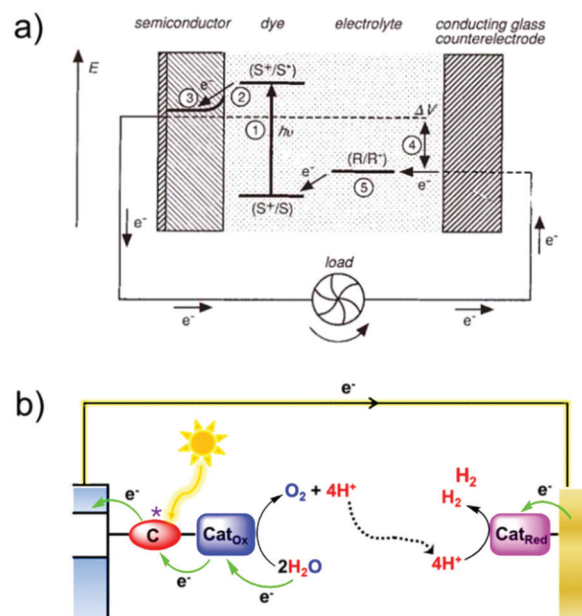 a)
semiconductor dye electrolyte conducting glass
counterelectrode
E
(S⁺/S*)
e⁻
③ ②
ΔV
① hν
④
(R/R⁻)
e⁻ e⁻
⑤
(S⁺/S)
e⁻ e⁻
load
e⁻ e⁻
b)
e⁻
*
e⁻
O₂ + 4H⁺
H₂
H₂
e⁻
C Cat_Ox Cat_Red
2H₂O
4H⁺
e⁻ e⁻